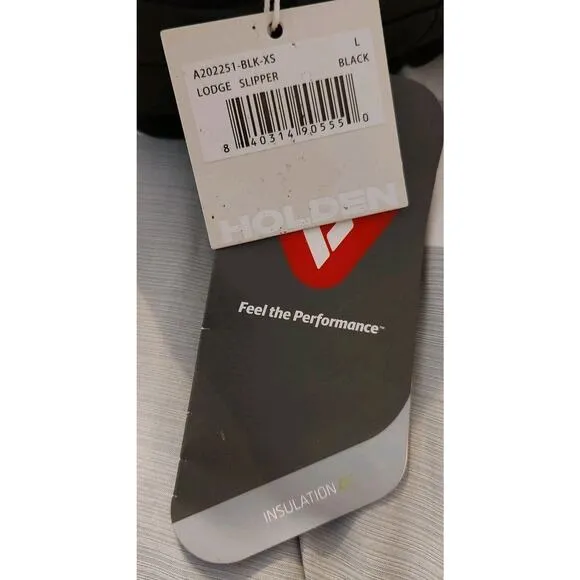 A202251-BLK-XS L
LODGE SLIPPER BLACK
8 40314 90555 0
HOLDEN
Feel the Performance™
INSULATION